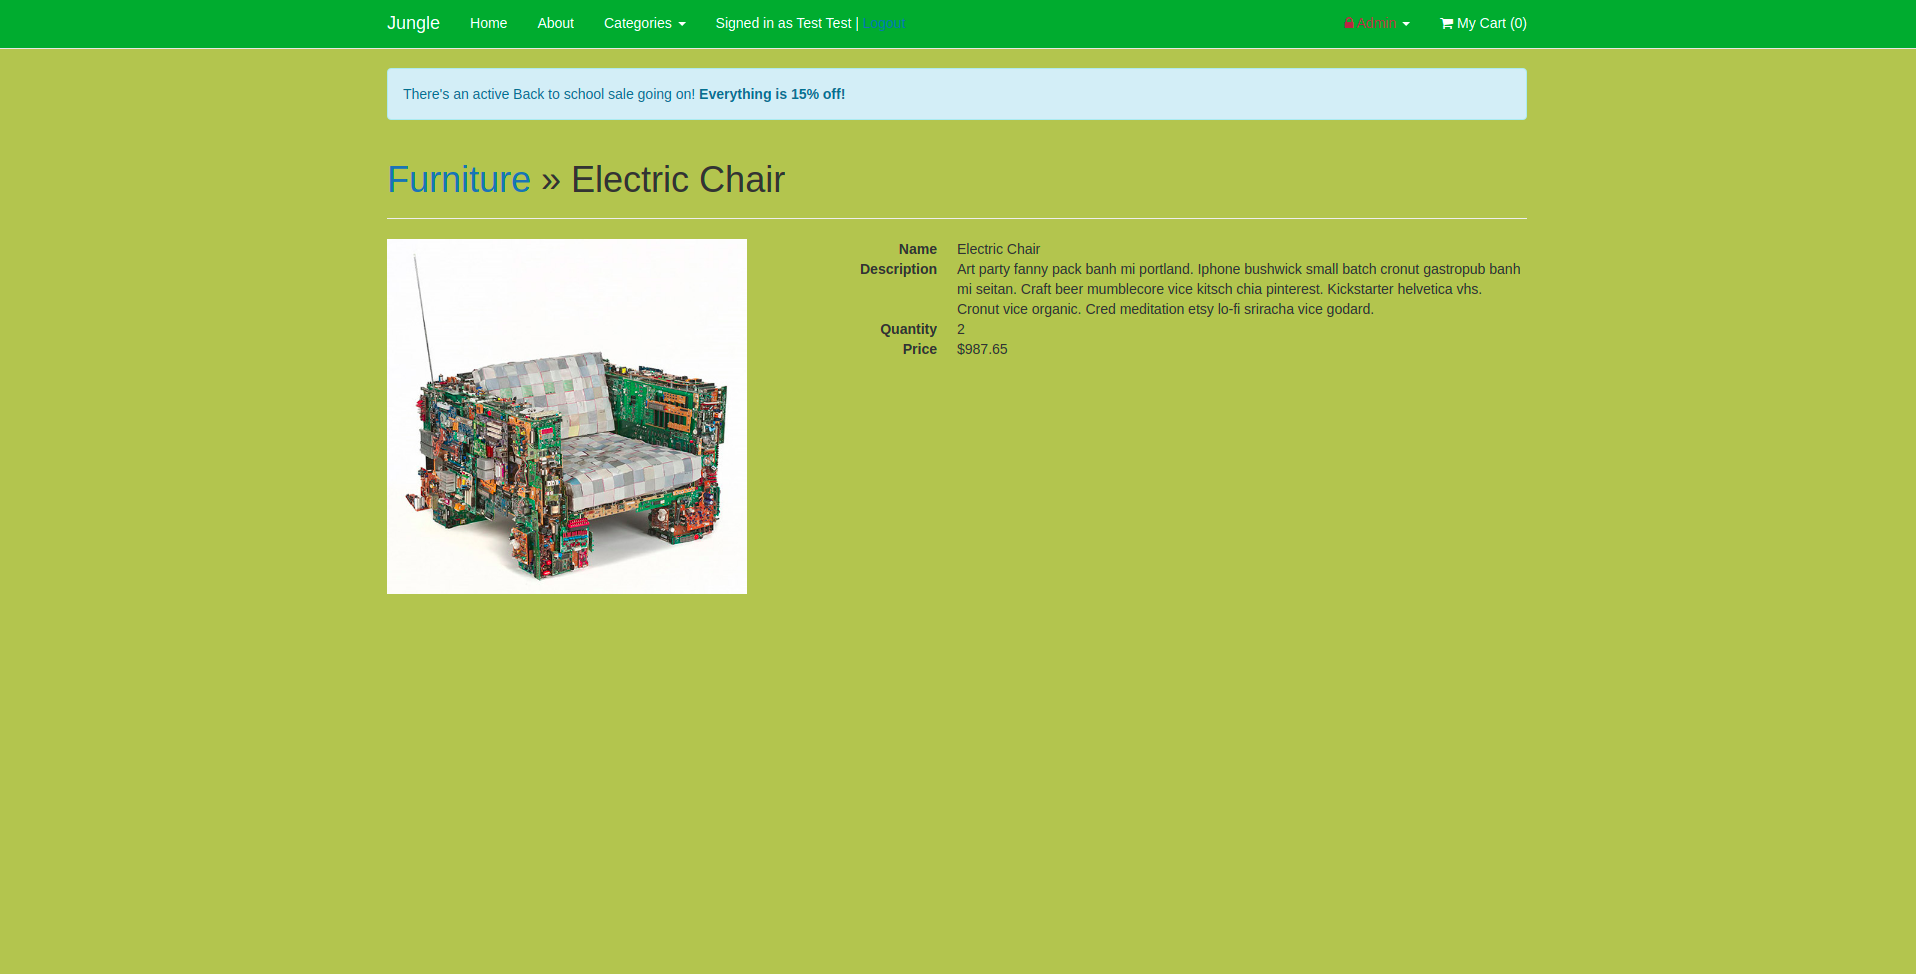 Jungle Home About Categories Signed in as Test Test | Logout Admin My Cart (0)
There's an active Back to school sale going on! Everything is 15% off!
Furniture » Electric Chair
Name Electric Chair
Description Art party fanny pack banh mi portland. Iphone bushwick small batch cronut gastropub banh
mi seitan. Craft beer mumblecore vice kitsch chia pinterest. Kickstarter helvetica vhs.
Cronut vice organic. Cred meditation etsy lo-fi sriracha vice godard.
Quantity 2
Price $987.65